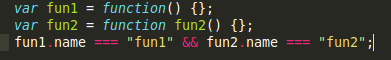 var fun1 = function() {};
var fun2 = function fun2() {};
fun1.name === "fun1" && fun2.name === "fun2";